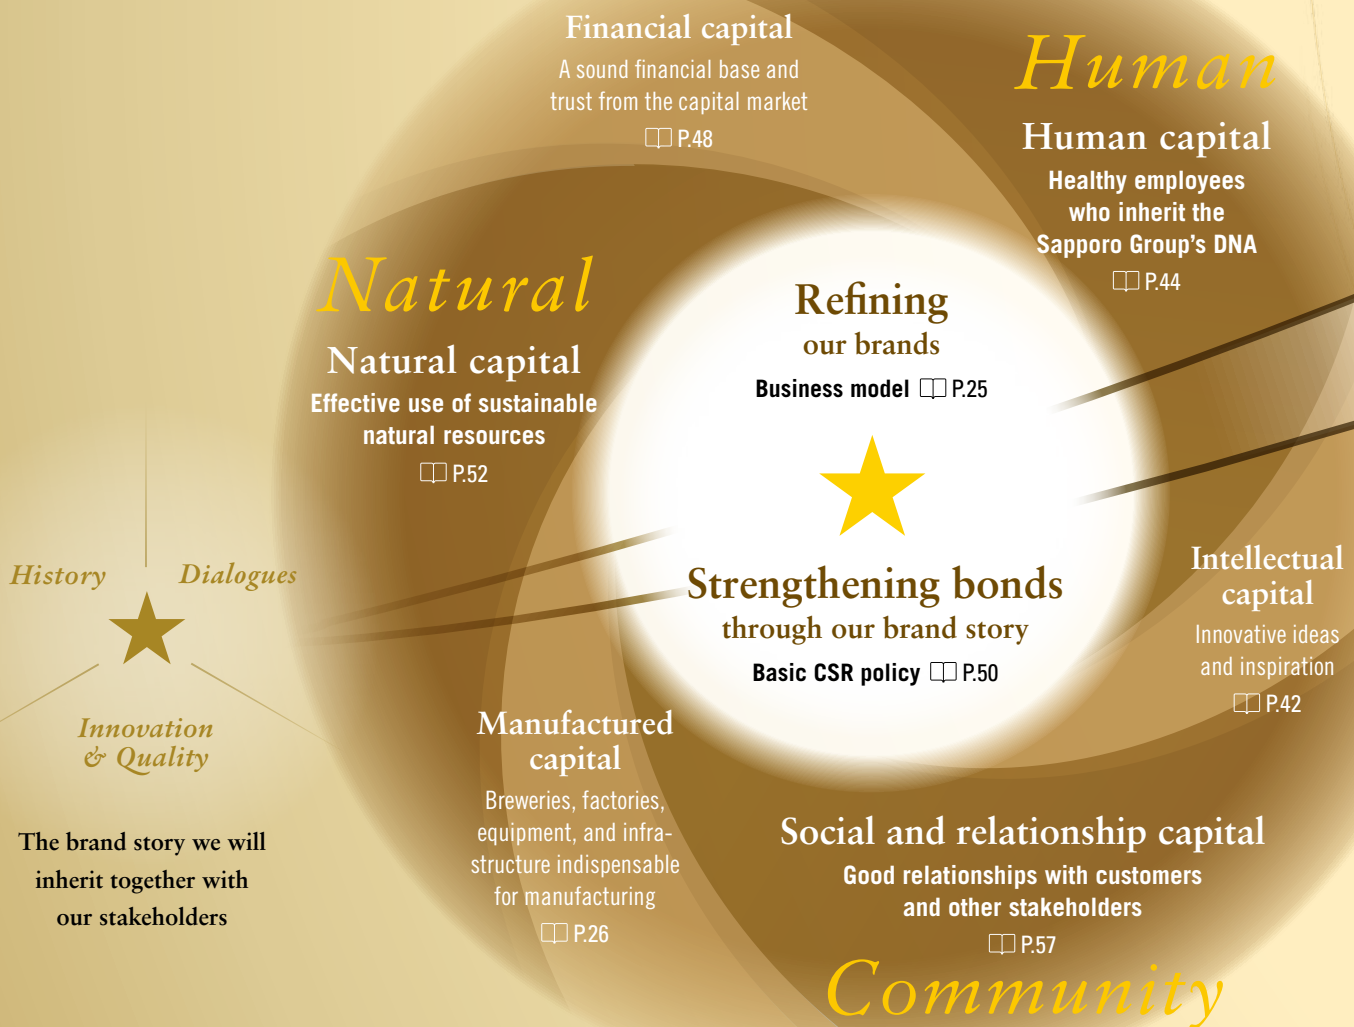 Financial capital
A sound financial base and
trust from the capital market
P.48
Human
Human capital
Healthy employees
who inherit the
Sapporo Group’s DNA
P.44
Natural
Natural capital
Effective use of sustainable
natural resources
P.52
Refining
our brands
Business model P.25
Strengthening bonds
through our brand story
Basic CSR policy P.50
History
Dialogues
Innovation
& Quality
The brand story we will
inherit together with
our stakeholders
Intellectual
capital
Innovative ideas
and inspiration
P.42
Manufactured
capital
Breweries, factories,
equipment, and infra-
structure indispensable
for manufacturing
P.26
Social and relationship capital
Good relationships with customers
and other stakeholders
P.57
Community